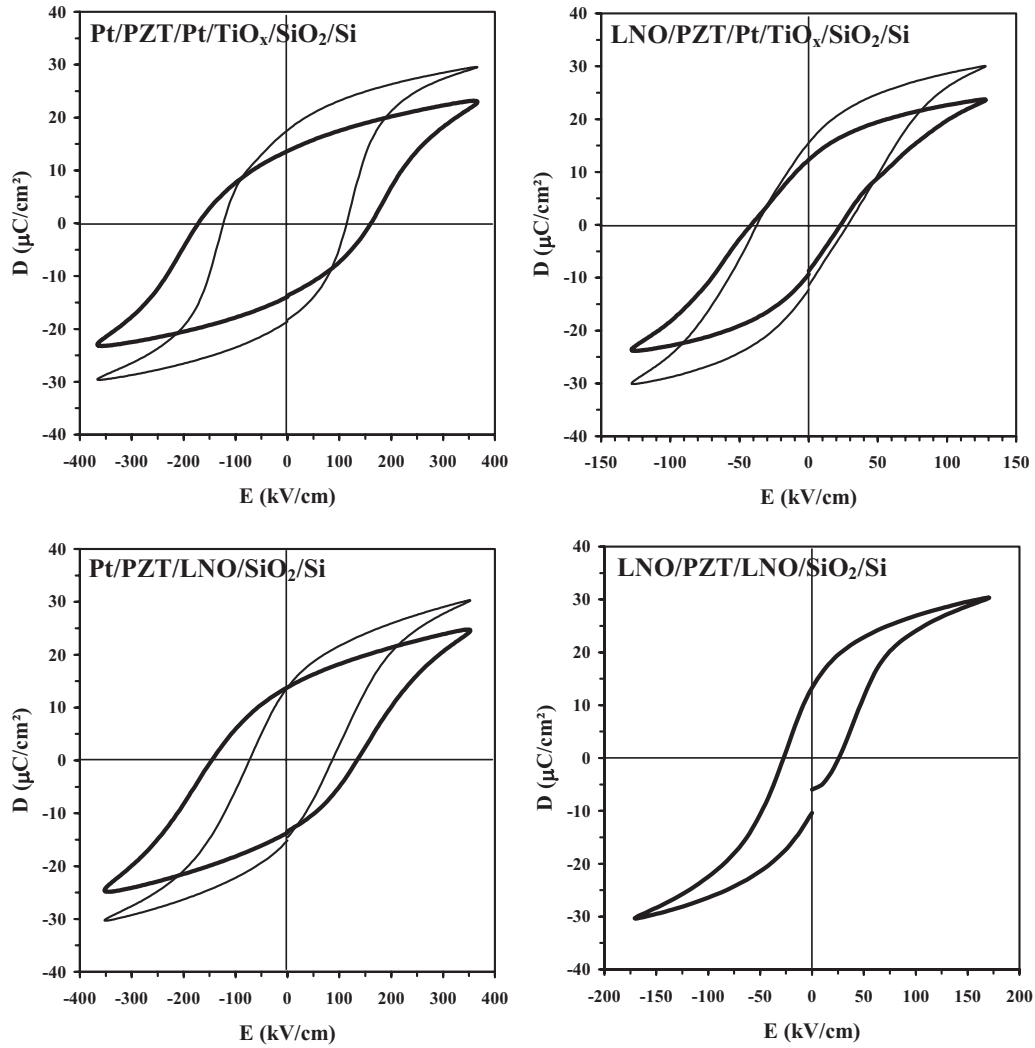 Pt/PZT/Pt/TiOₓ/SiO₂/Si
40
30
20
10
0
-10
-20
-30
-40
D (μC/cm²)
-400 -300 -200 -100 0 100 200 300 400
E (kV/cm)
LNO/PZT/Pt/TiOₓ/SiO₂/Si
40
30
20
10
0
-10
-20
-30
-40
D (μC/cm²)
-150 -100 -50 0 50 100 150
E (kV/cm)
Pt/PZT/LNO/SiO₂/Si
40
30
20
10
0
-10
-20
-30
-40
D (μC/cm²)
-400 -300 -200 -100 0 100 200 300 400
E (kV/cm)
LNO/PZT/LNO/SiO₂/Si
40
30
20
10
0
-10
-20
-30
-40
D (μC/cm²)
-200 -150 -100 -50 0 50 100 150 200
E (kV/cm)